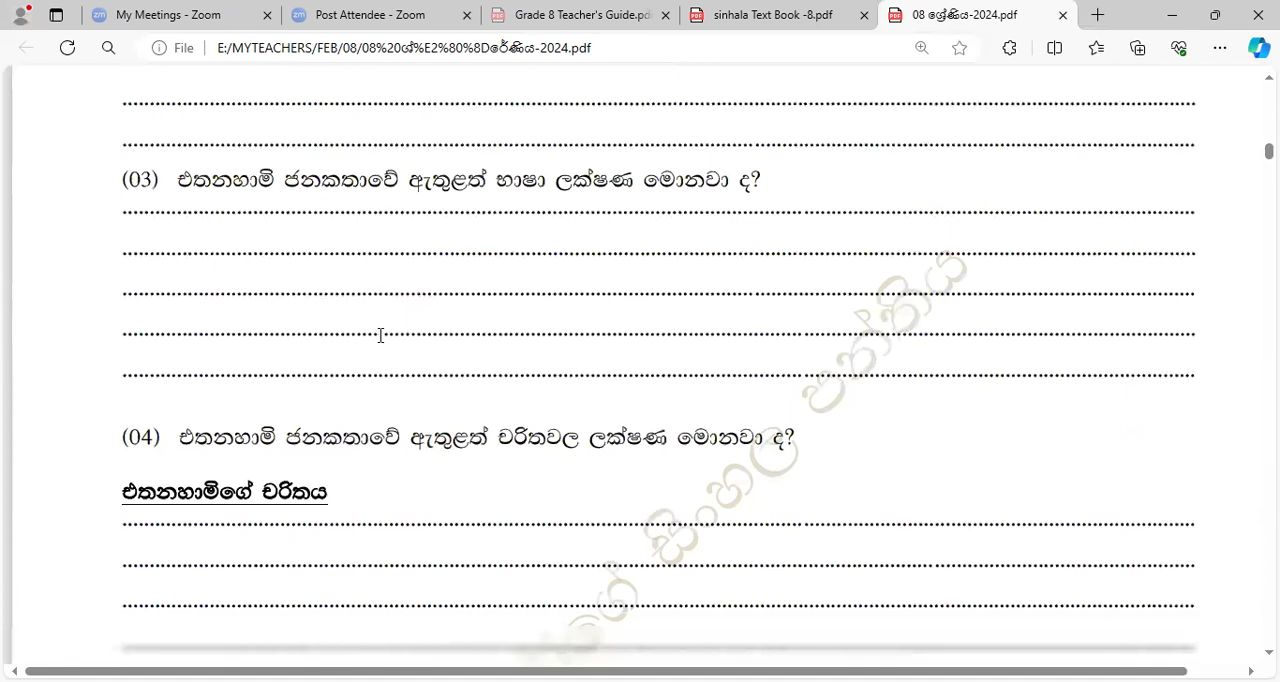 My Meetings - Zoom
Post Attendee - Zoom
Grade 8 Teacher's Guide.pd
sinhala Text Book -8.pdf
08 ශ්‍රේණිය-2024.pdf
File
E:/MYTEACHERS/FEB/08/08%20ශ්%E2%80%8Dරේණිය-2024.pdf
(03) එතනහාමි ජනකතාවේ ඇතුළත් භාෂා ලක්ෂණ මොනවා ද?
(04) එතනහාමි ජනකතාවේ ඇතුළත් චරිතවල ලක්ෂණ මොනවා ද?
එතනහාමිගේ චරිතය
සිංහල පන්තිය